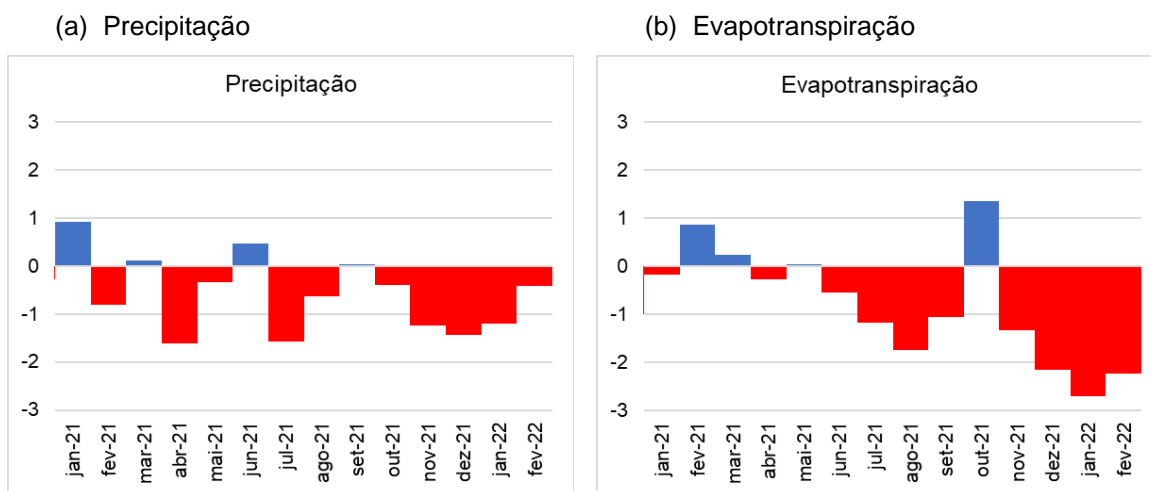 (a) Precipitação
(b) Evapotranspiração
Precipitação
3
2
1
0
-1
-2
-3
jan-21
fev-21
mar-21
abr-21
mai-21
jun-21
jul-21
ago-21
set-21
out-21
nov-21
dez-21
jan-22
fev-22
Evapotranspiração
3
2
1
0
-1
-2
-3
jan-21
fev-21
mar-21
abr-21
mai-21
jun-21
jul-21
ago-21
set-21
out-21
nov-21
dez-21
jan-22
fev-22